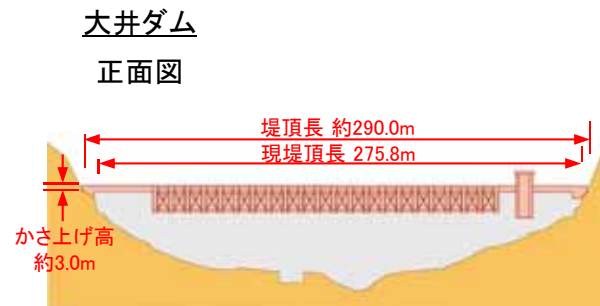 大井ダム
正面図
堤頂長 約290.0m
現堤頂長 275.8m
かさ上げ高
約3.0m